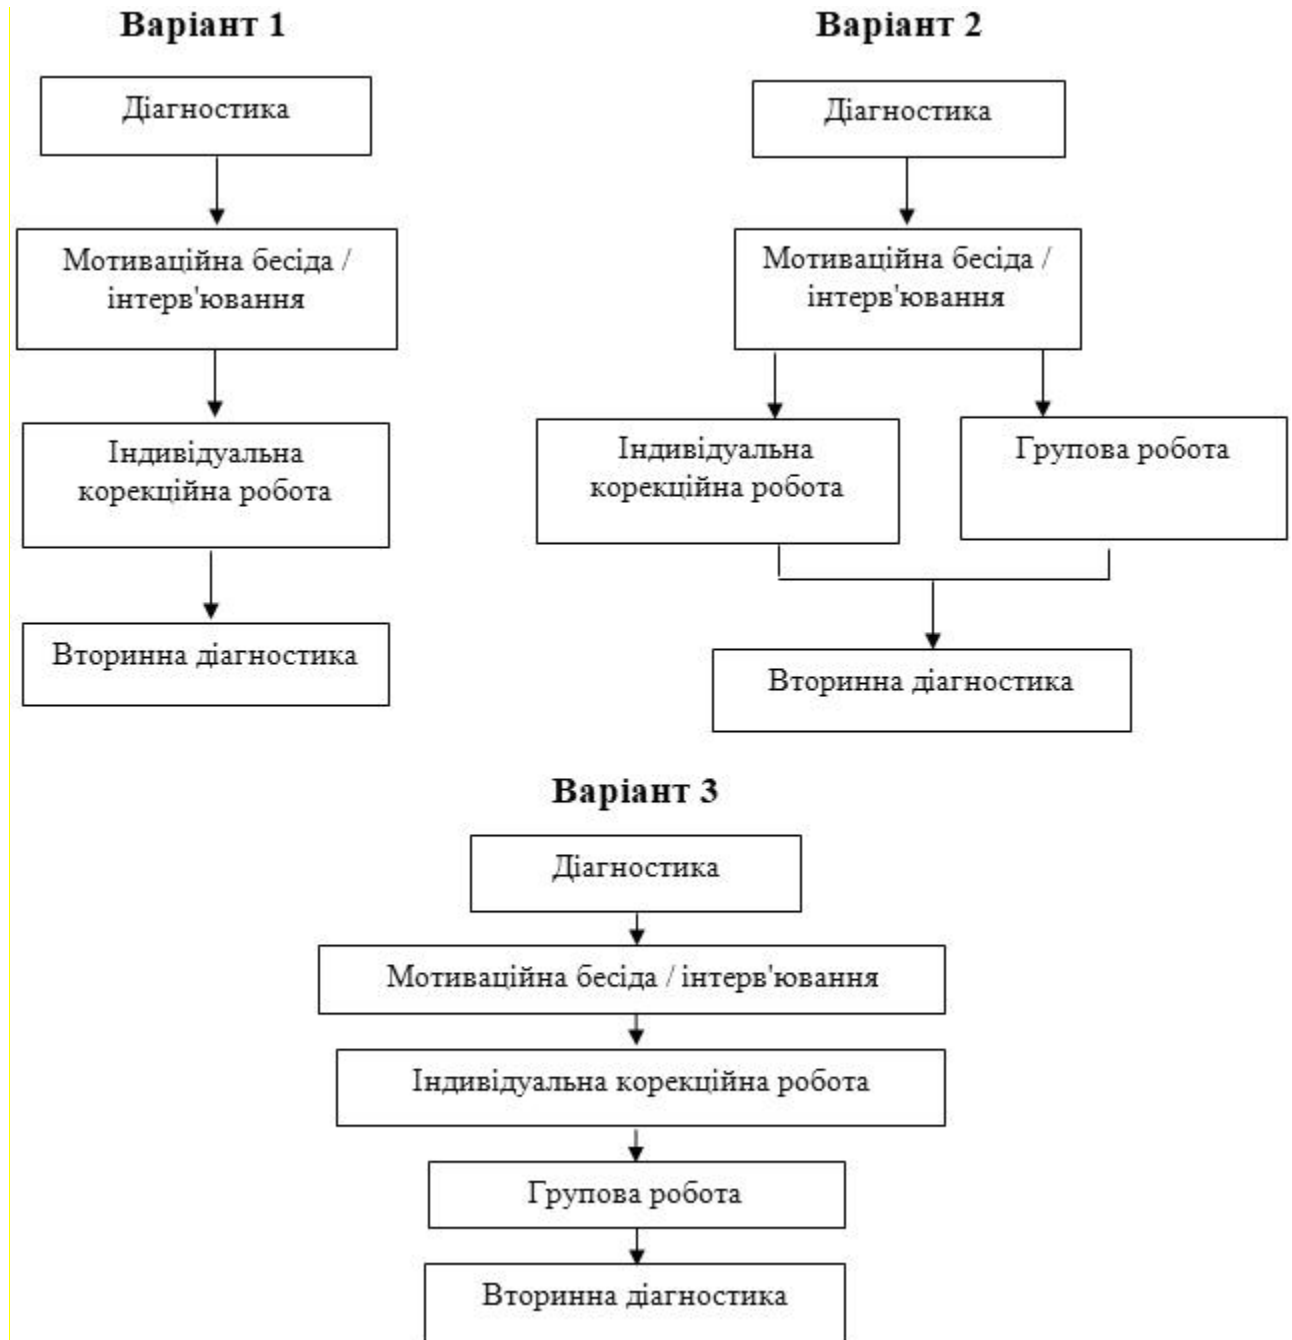 Варіант 1
Діагностика
Мотиваційна бесіда /
інтерв'ювання
Індивідуальна
корекційна робота
Вторинна діагностика
Варіант 2
Діагностика
Мотиваційна бесіда /
інтерв'ювання
Індивідуальна
корекційна робота
Групова робота
Вторинна діагностика
Варіант 3
Діагностика
Мотиваційна бесіда / інтерв'ювання
Індивідуальна корекційна робота
Групова робота
Вторинна діагностика